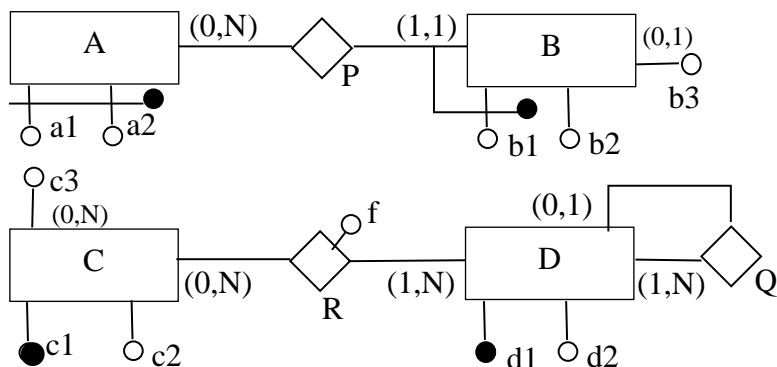 A (0,N) P (1,1) B (0,1) b3
a1 a2 b1 b2
c3
(0,N) f (0,1)
C (0,N) R (1,N) D (1,N) Q
c1 c2 d1 d2